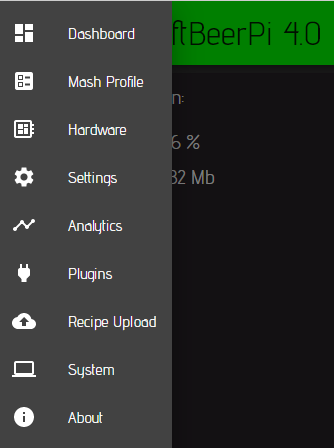 ftBeerPi 4.0
Dashboard
Mash Profile
n:
Hardware
6 %
Settings
32 Mb
Analytics
Plugins
Recipe Upload
System
About